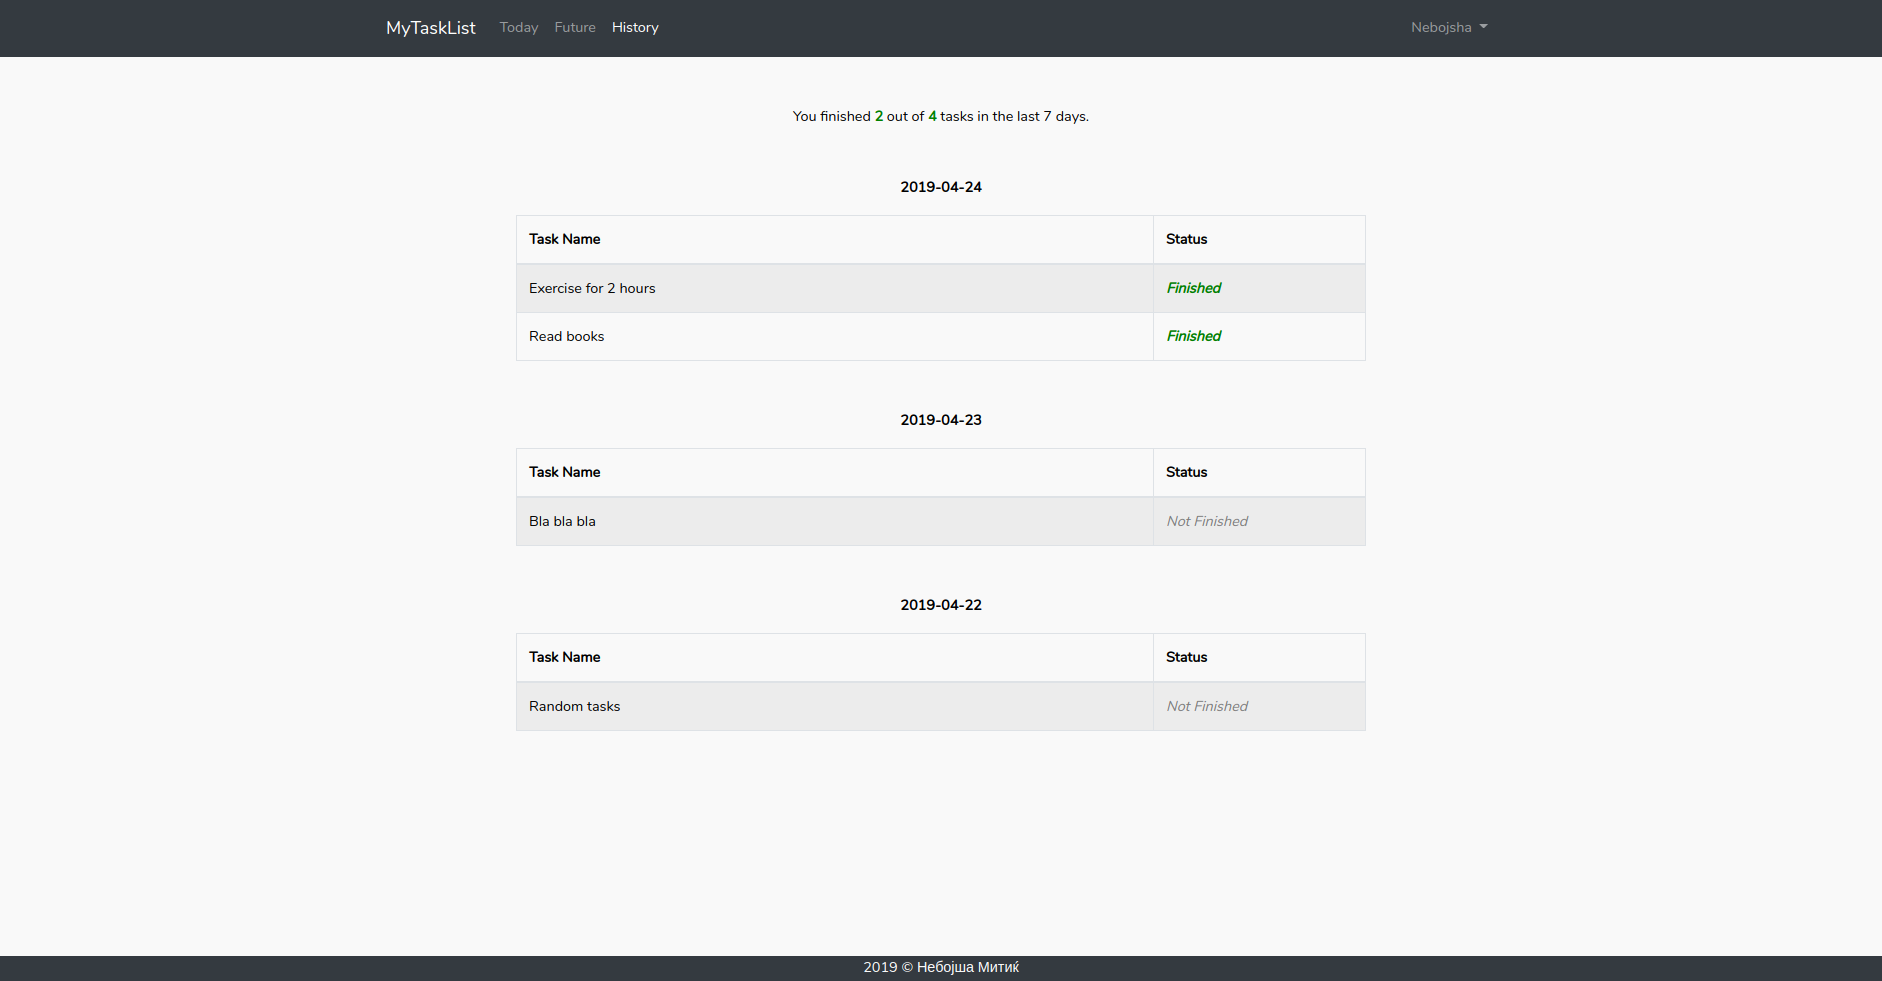 MyTaskList Today Future History Nebojsha
You finished 2 out of 4 tasks in the last 7 days.
2019-04-24
Task Name Status
Exercise for 2 hours Finished
Read books Finished
2019-04-23
Task Name Status
Bla bla bla Not Finished
2019-04-22
Task Name Status
Random tasks Not Finished
2019 © Небојша Митиќ